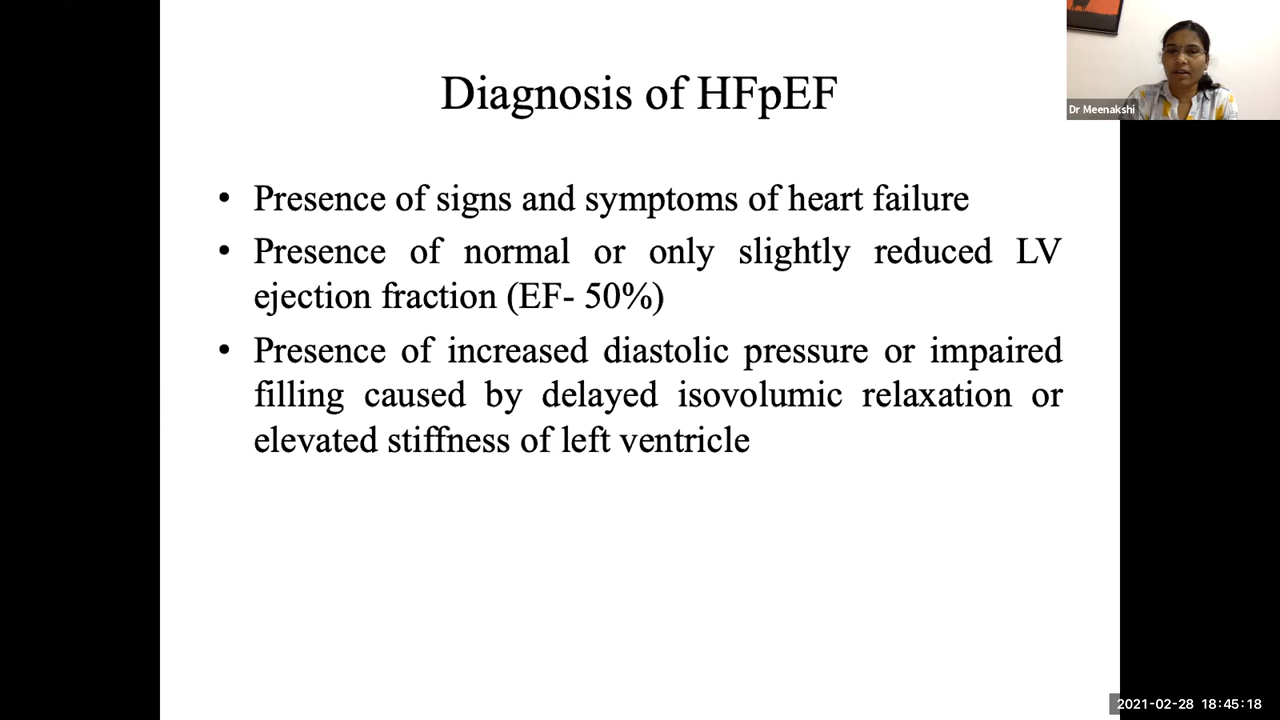 Diagnosis of HFpEF
Dr Meenakshi
• Presence of signs and symptoms of heart failure
• Presence of normal or only slightly reduced LV
ejection fraction (EF- 50%)
• Presence of increased diastolic pressure or impaired
filling caused by delayed isovolumic relaxation or
elevated stiffness of left ventricle
2021-02-28 18:45:18